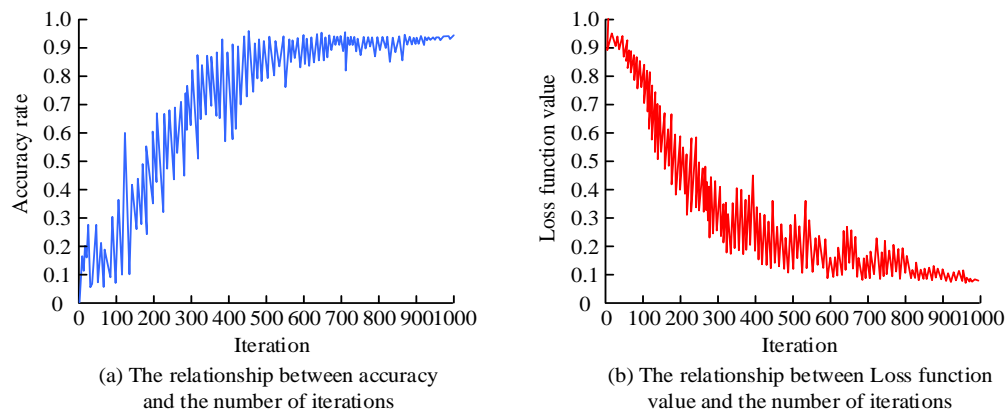 1.0
0.9
0.8
0.7
0.6
0.5
0.4
0.3
0.2
0.1
0
Accuracy rate
0 100 200 300 400 500 600 700 800 9001000
Iteration
(a) The relationship between accuracy
and the number of iterations
1.0
0.9
0.8
0.7
0.6
0.5
0.4
0.3
0.2
0.1
0
Loss function value
0 100 200 300 400 500 600 700 800 9001000
Iteration
(b) The relationship between Loss function
value and the number of iterations